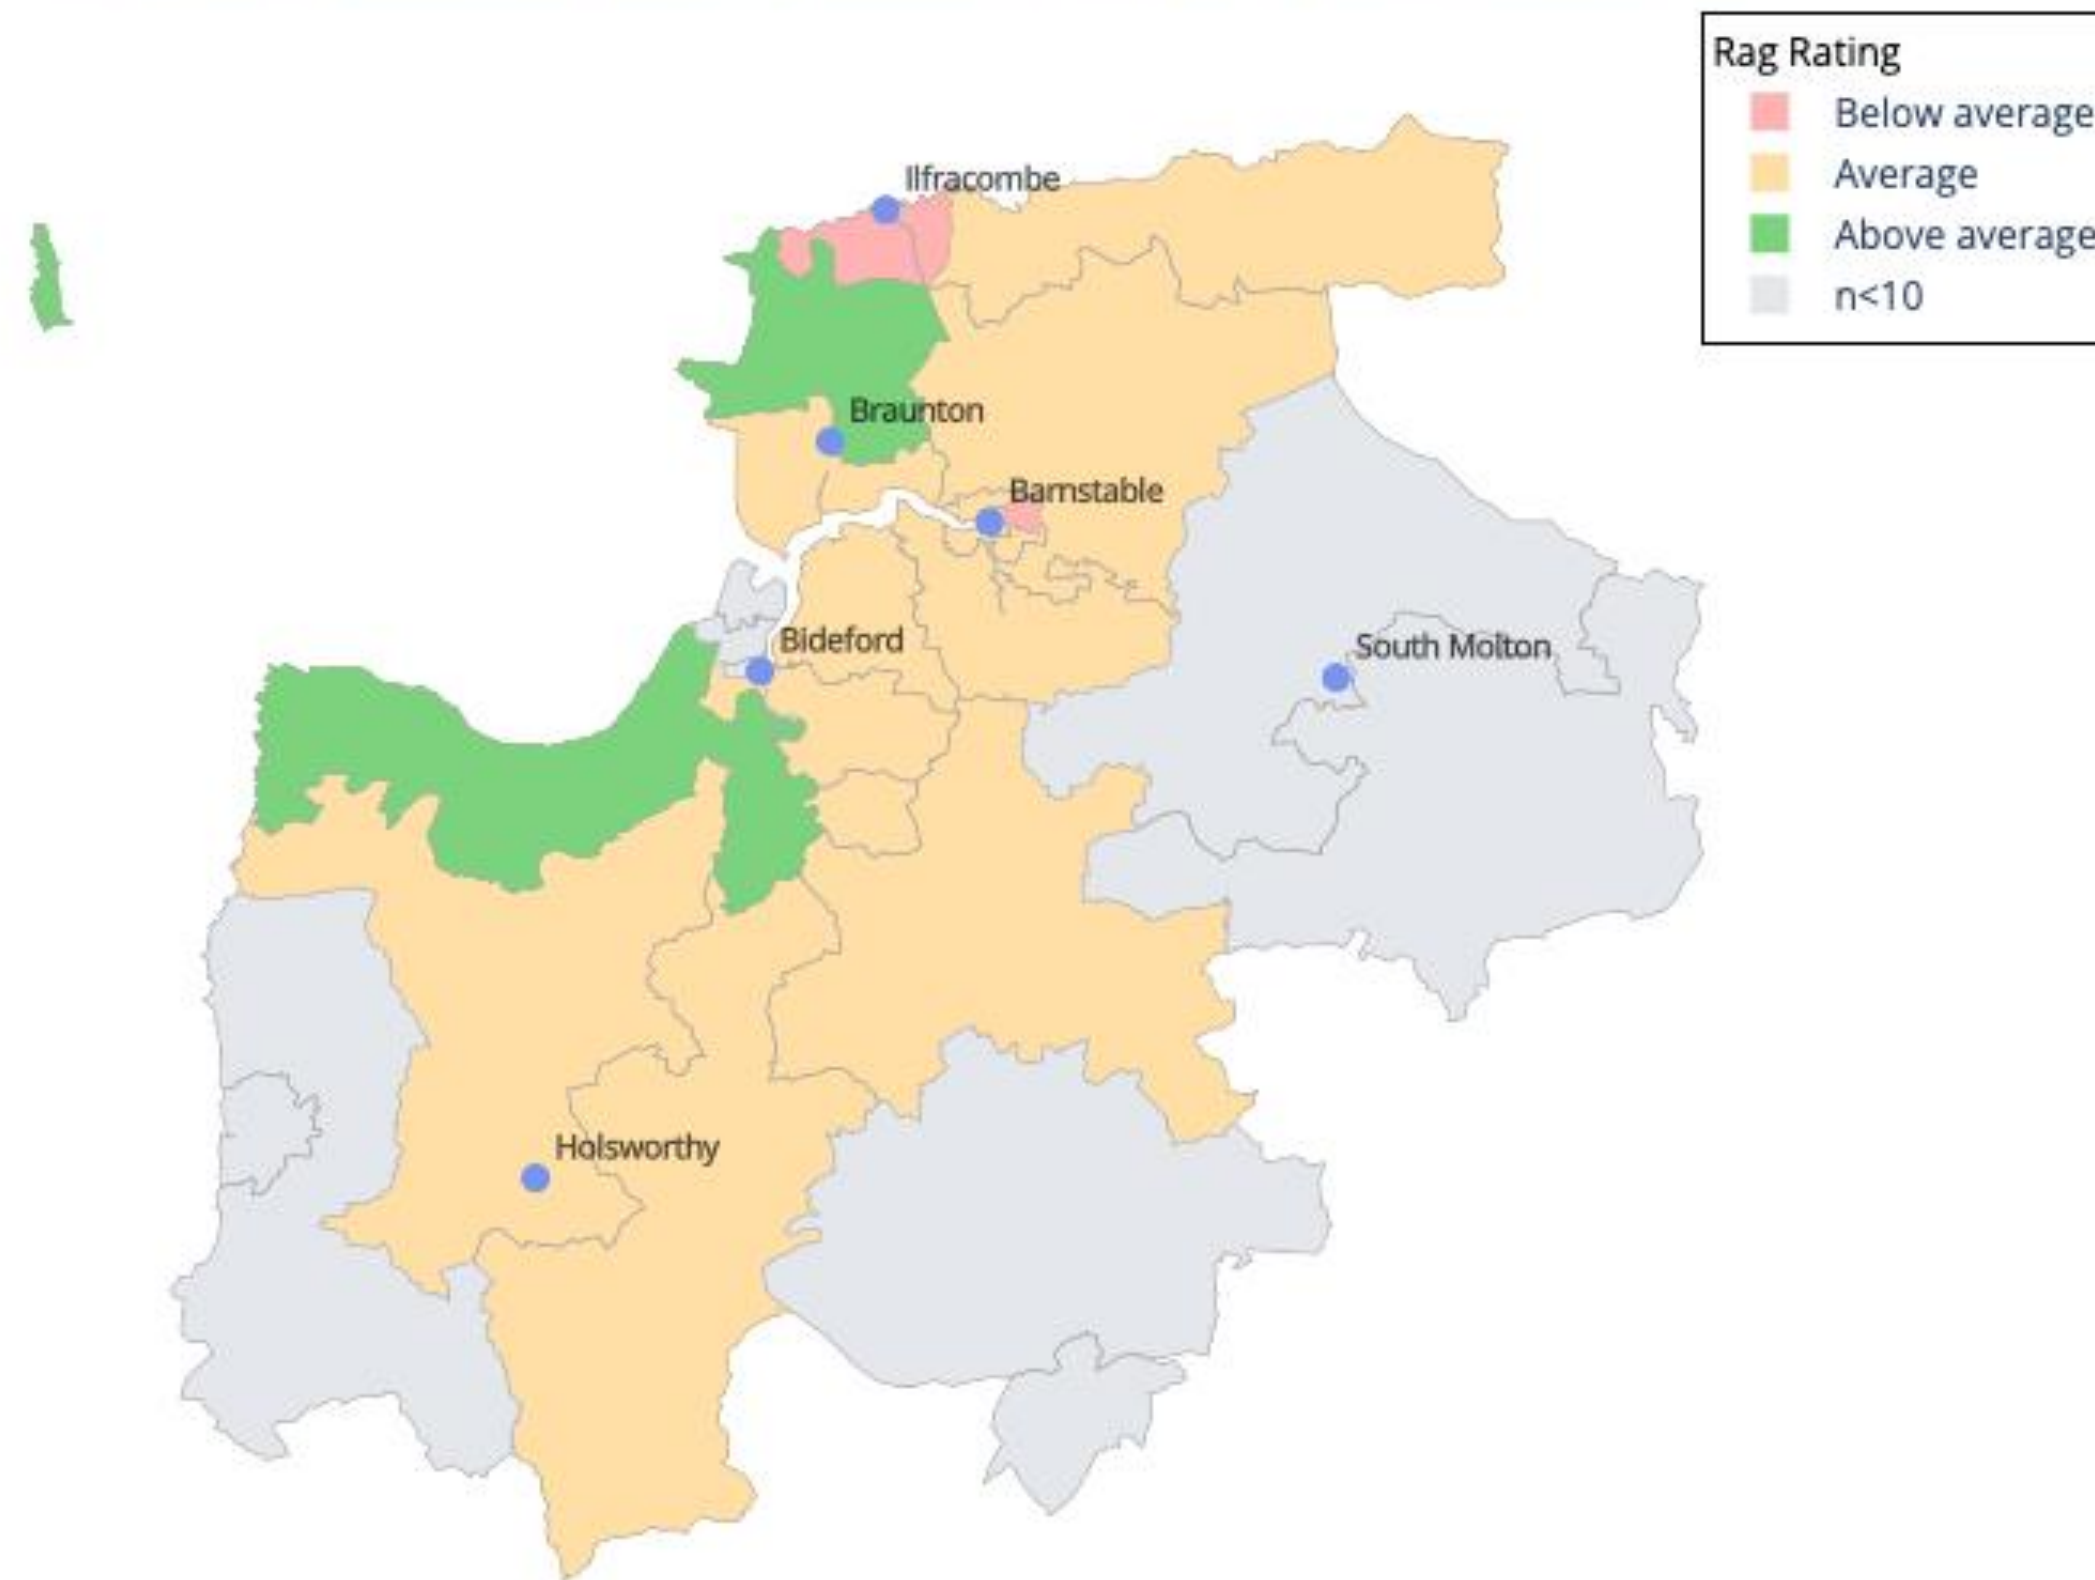 Rag Rating
Below average
Average
Above average
n<10
Ilfracombe
Braunton
Barnstable
Bideford
South Molton
Holsworthy